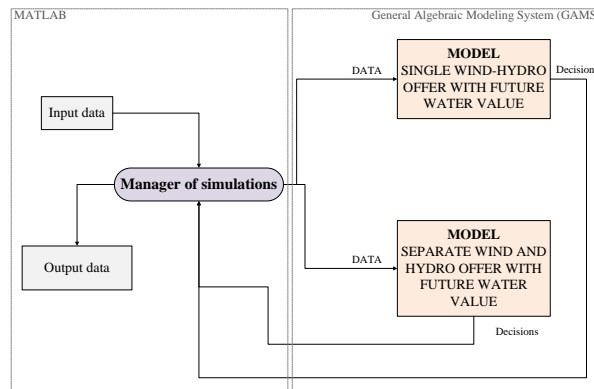 MATLAB
General Algebraic Modeling System (GAMS
MODEL
SINGLE WIND-HYDRO
OFFER WITH FUTURE
WATER VALUE
DATA
Decision
Input data
Manager of simulations
MODEL
SEPARATE WIND AND
HYDRO OFFER WITH
FUTURE WATER
VALUE
DATA
Output data
Decisions